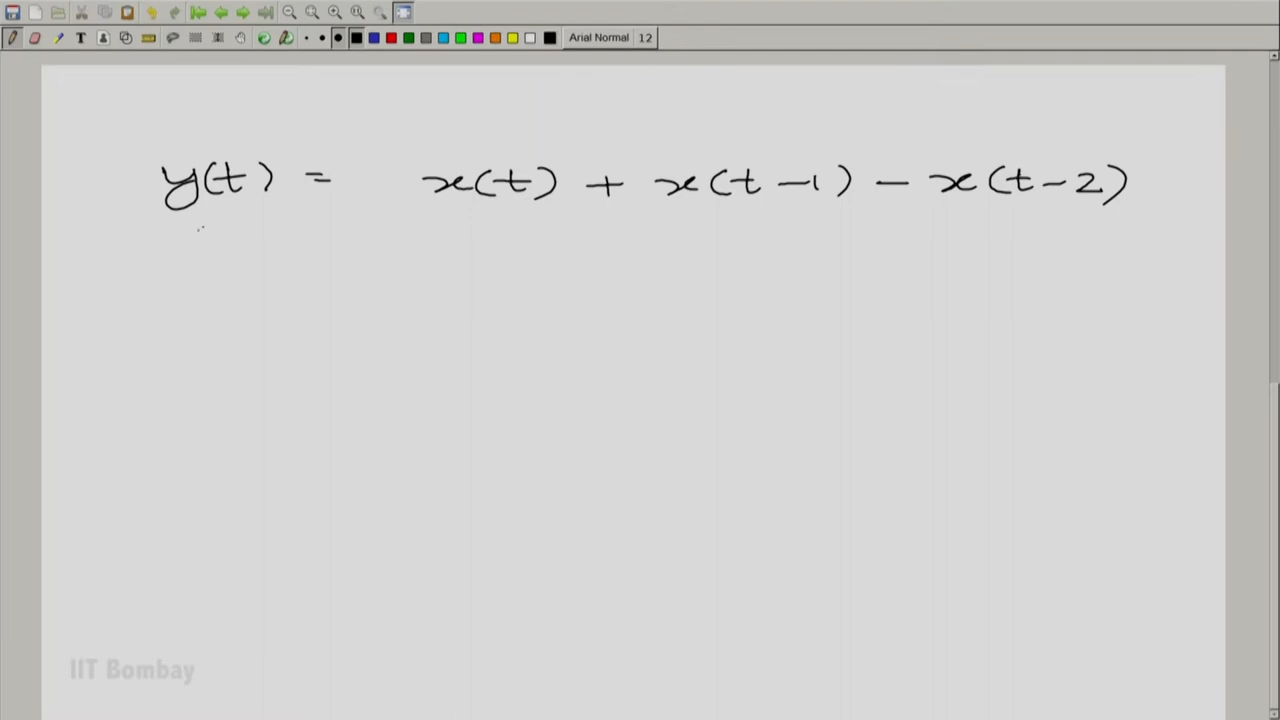 Arial Normal 12
y(t) = x(t) + x(t-1) - x(t-2)
IIT Bombay